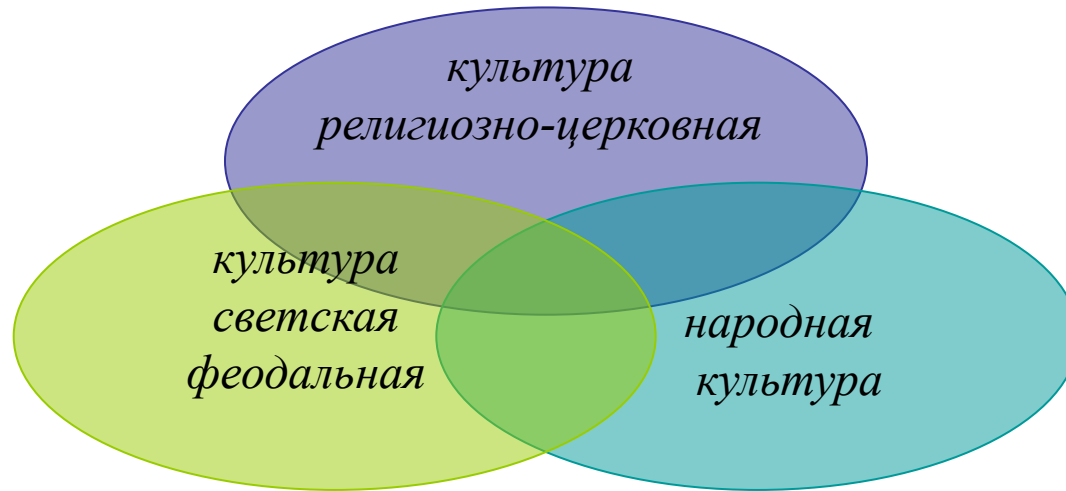 культура
религиозно-церковная
культура
светская
феодальная
народная
культура